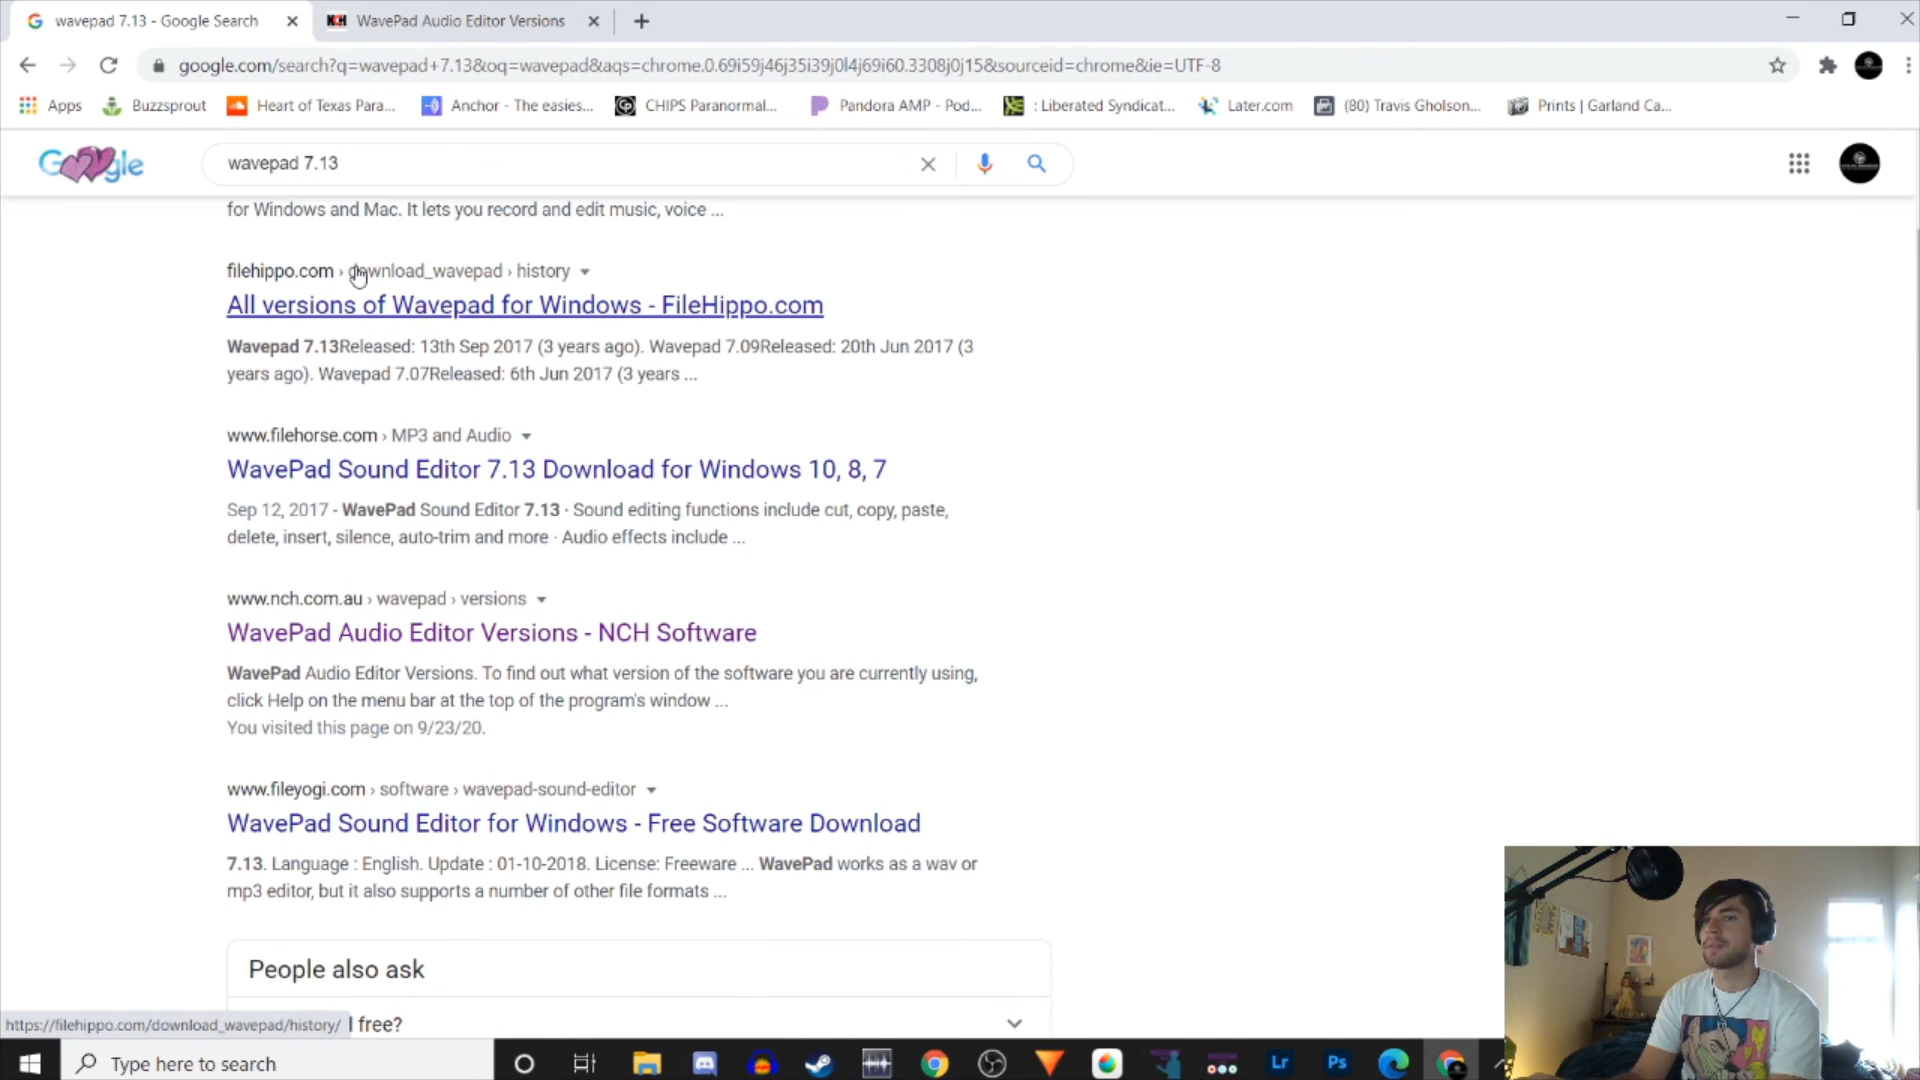 wavepad 7.13 - Google Search
NCH WavePad Audio Editor Versions
google.com/search?q=wavepad+7.13&oq=wavepad&aqs=chrome.0.69i59j46j35i39j0l4j69i60.3308j0j15&sourceid=chrome&ie=UTF-8
Apps Buzzsprout Heart of Texas Para... Anchor - The easies... CHIPS Paranormal... Pandora AMP - Pod... : Liberated Syndicat... Later.com (80) Travis Gholson... Prints | Garland Ca...
wavepad 7.13
for Windows and Mac. It lets you record and edit music, voice ...
filehippo.com › download_wavepad › history
All versions of Wavepad for Windows - FileHippo.com
Wavepad 7.13Released: 13th Sep 2017 (3 years ago). Wavepad 7.09Released: 20th Jun 2017 (3
years ago). Wavepad 7.07Released: 6th Jun 2017 (3 years ...
www.filehorse.com › MP3 and Audio
WavePad Sound Editor 7.13 Download for Windows 10, 8, 7
Sep 12, 2017 - WavePad Sound Editor 7.13 · Sound editing functions include cut, copy, paste,
delete, insert, silence, auto-trim and more · Audio effects include ...
www.nch.com.au › wavepad › versions
WavePad Audio Editor Versions - NCH Software
WavePad Audio Editor Versions. To find out what version of the software you are currently using,
click Help on the menu bar at the top of the program's window ...
You visited this page on 9/23/20.
www.fileyogi.com › software › wavepad-sound-editor
WavePad Sound Editor for Windows - Free Software Download
7.13. Language : English. Update : 01-10-2018. License: Freeware ... WavePad works as a wav or
mp3 editor, but it also supports a number of other file formats ...
People also ask
https://filehippo.com/download_wavepad/history/ free?
Type here to search
Lr Ps